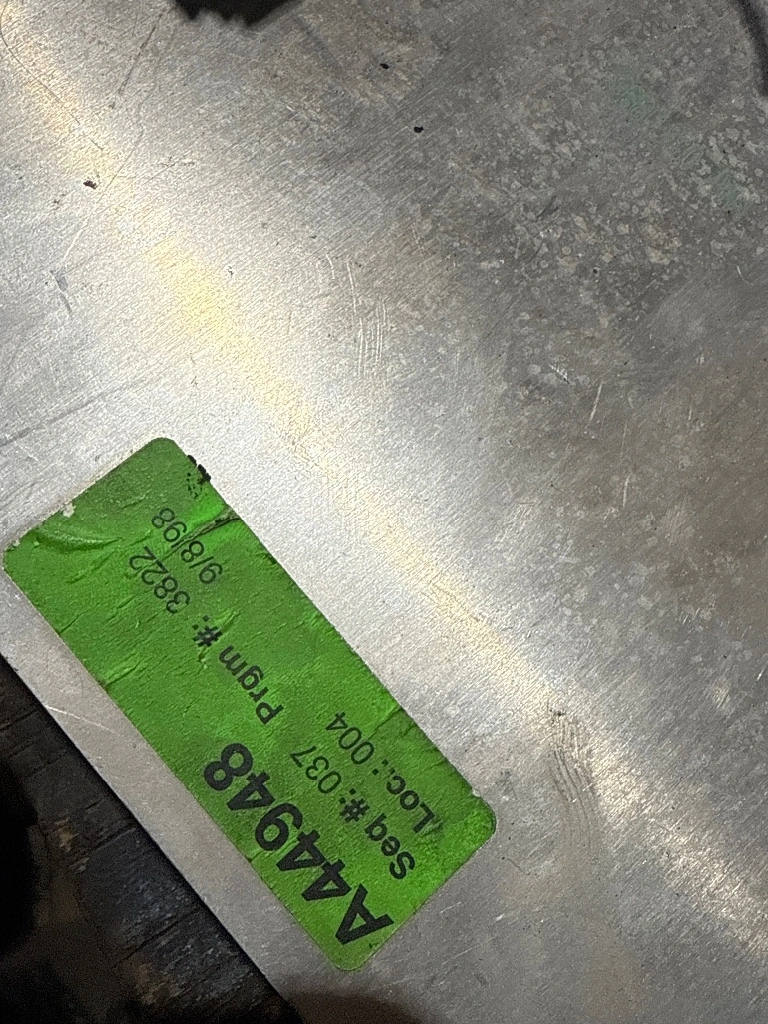 A44948
Seq #: 037 Prgm #: 3822
/Loc.: 004 9/8/98